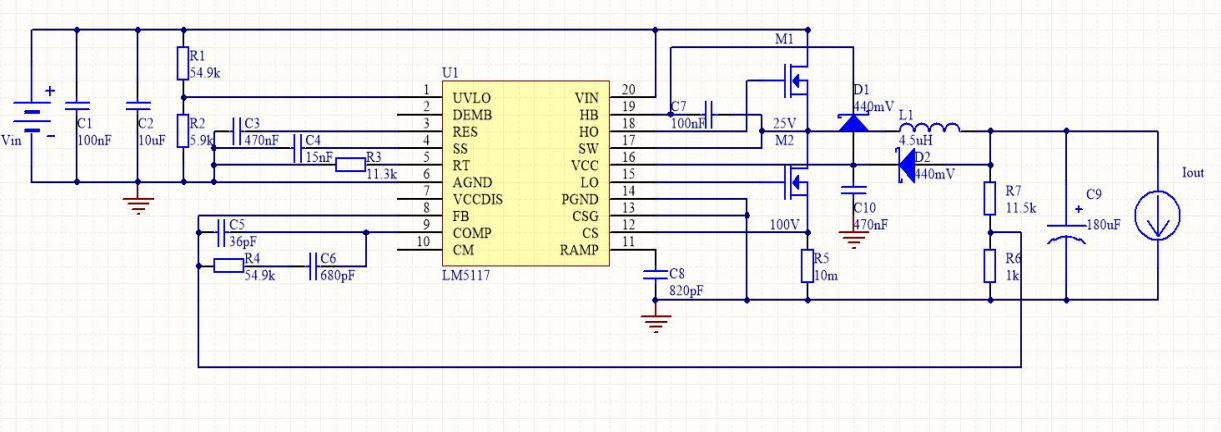 Vin
C1
100nF
C2
10uF
R1
54.9k
R2
5.9k
C3
470nF
C4
15nF
R3
11.3k
C5
36pF
R4
54.9k
C6
680pF
U1
1 UVLO VIN 20
2 DEMB HB 19
3 RES HO 18
4 SS SW 17
5 RT VCC 16
6 AGND LO 15
7 VCCDIS PGND 14
8 FB CSG 13
9 COMP CS 12
10 CM RAMP 11
LM5117
C7
100nF
M1
25V
M2
100V
D1
440mV
L1
4.5uH
D2
440mV
C10
470nF
C8
820pF
R5
10m
R7
11.5k
R6
1k
C9
180uF
Iout